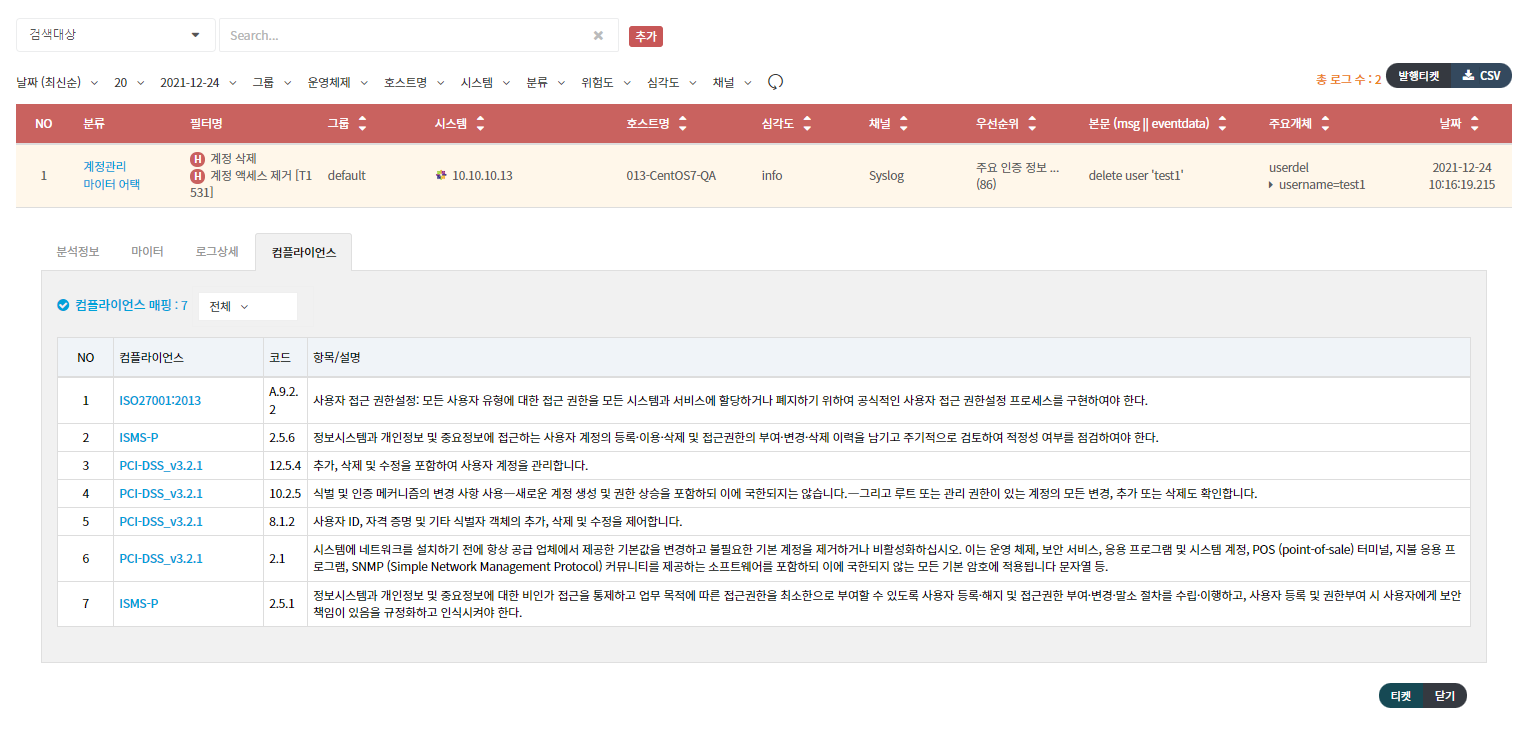 검색대상 Search... 추가
날짜 (최신순) 20 2021-12-24 그룹 운영체제 호스트명 시스템 분류 위험도 심각도 채널
총 로그 수 : 2 발행티켓 CSV
NO 분류 필터명 그룹 시스템 호스트명 심각도 채널 우선순위 본문 (msg || eventdata) 주요개체 날짜
1 계정관리 마이터 어택 H 계정 삭제 H 계정 액세스 제거 [T1531] default 10.10.10.13 013-CentOS7-QA info Syslog 주요 인증 정보 ... (86) delete user 'test1' userdel username=test1 2021-12-24 10:16:19.215
분석정보 마이터 로그상세 컴플라이언스
컴플라이언스 매핑 : 7 전체
NO 컴플라이언스 코드 항목/설명
1 ISO27001:2013 A.9.2.2 사용자 접근 권한설정: 모든 사용자 유형에 대한 접근 권한을 모든 시스템과 서비스에 할당하거나 폐지하기 위하여 공식적인 사용자 접근 권한설정 프로세스를 구현하여야 한다.
2 ISMS-P 2.5.6 정보시스템과 개인정보 및 중요정보에 접근하는 사용자 계정의 등록·이용·삭제 및 접근권한의 부여·변경·삭제 이력을 남기고 주기적으로 검토하여 적정성 여부를 점검하여야 한다.
3 PCI-DSS_v3.2.1 12.5.4 추가, 삭제 및 수정을 포함하여 사용자 계정을 관리합니다.
4 PCI-DSS_v3.2.1 10.2.5 식별 및 인증 메커니즘의 변경 사항 사용—새로운 계정 생성 및 권한 상승을 포함하되 이에 국한되지는 않습니다.—그리고 루트 또는 관리 권한이 있는 계정의 모든 변경, 추가 또는 삭제도 확인합니다.
5 PCI-DSS_v3.2.1 8.1.2 사용자 ID, 자격 증명 및 기타 식별자 객체의 추가, 삭제 및 수정을 제어합니다.
6 PCI-DSS_v3.2.1 2.1 시스템에 네트워크를 설치하기 전에 항상 공급 업체에서 제공한 기본값을 변경하고 불필요한 기본 계정을 제거하거나 비활성화하십시오. 이는 운영 체제, 보안 서비스, 응용 프로그램 및 시스템 계정, POS (point-of-sale) 터미널, 지불 응용 프
로그램, SNMP (Simple Network Management Protocol) 커뮤니티를 제공하는 소프트웨어를 포함하되 이에 국한되지 않는 모든 기본 암호에 적용됩니다 문자열 등.
7 ISMS-P 2.5.1 정보시스템과 개인정보 및 중요정보에 대한 비인가 접근을 통제하고 업무 목적에 따른 접근권한을 최소한으로 부여할 수 있도록 사용자 등록·해지 및 접근권한 부여·변경·말소 절차를 수립·이행하고, 사용자 등록 및 권한부여 시 사용자에게 보안
책임이 있음을 규정화하고 인식시켜야 한다.
티켓 닫기